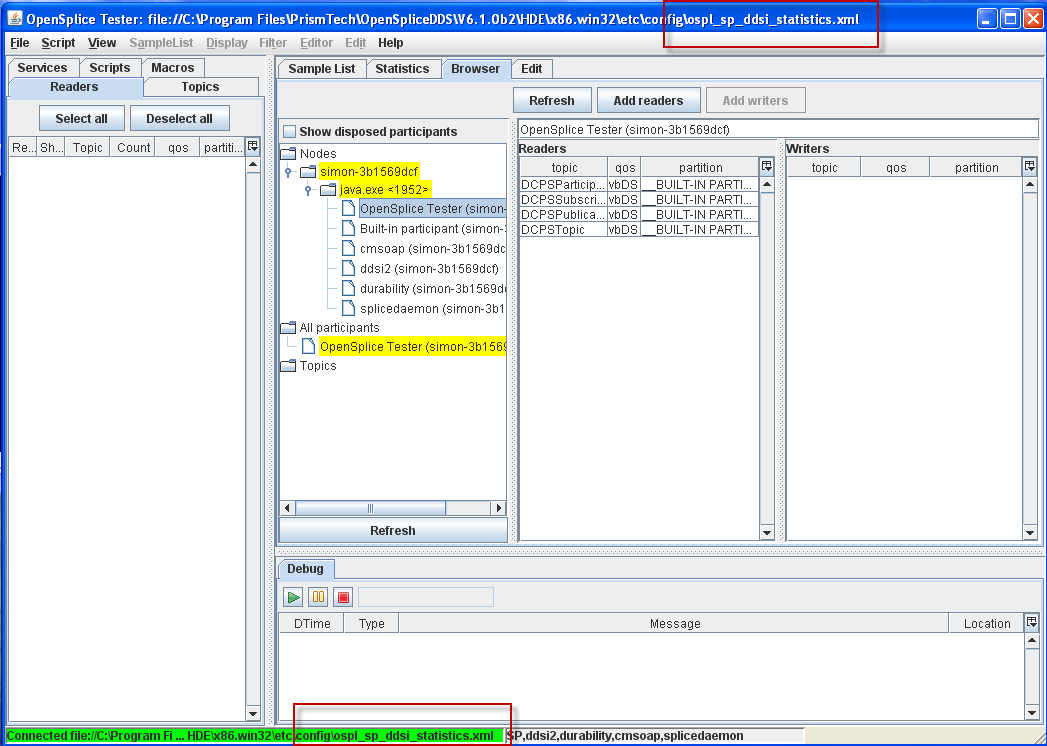 OpenSplice Tester: file://C:\Program Files\PrismTech\OpenSpliceDDS\V6.1.0b2\HDE\x86.win32\etc\config\ospl_sp_ddsi_statistics.xml
File Script View SampleList Display Filter Editor Edit Help
Services Scripts Macros
Readers Topics
Select all Deselect all
Re... Sh... Topic Count qos partiti...
Sample List Statistics Browser Edit
Refresh Add readers Add writers
Show disposed participants
Nodes
simon-3b1569dcf
java.exe <1952>
OpenSplice Tester (simon-
Built-in participant (simon-
cmsoap (simon-3b1569dc
ddsi2 (simon-3b1569dcf)
durability (simon-3b1569d
splicedaemon (simon-3b1
All participants
OpenSplice Tester (simon-3b156
Topics
Refresh
OpenSplice Tester (simon-3b1569dcf)
Readers
topic qos partition
DCPSParticip... vbDS __BUILT-IN PARTI...
DCPSSubscri... vbDS __BUILT-IN PARTI...
DCPSPublica... vbDS __BUILT-IN PARTI...
DCPSTopic vbDS __BUILT-IN PARTI...
Writers
topic qos partition
Debug
DTime Type Message Location
Connected file://C:\Program Fi ... HDE\x86.win32\etc\config\ospl_sp_ddsi_statistics.xml SP,ddsi2,durability,cmsoap,splicedaemon